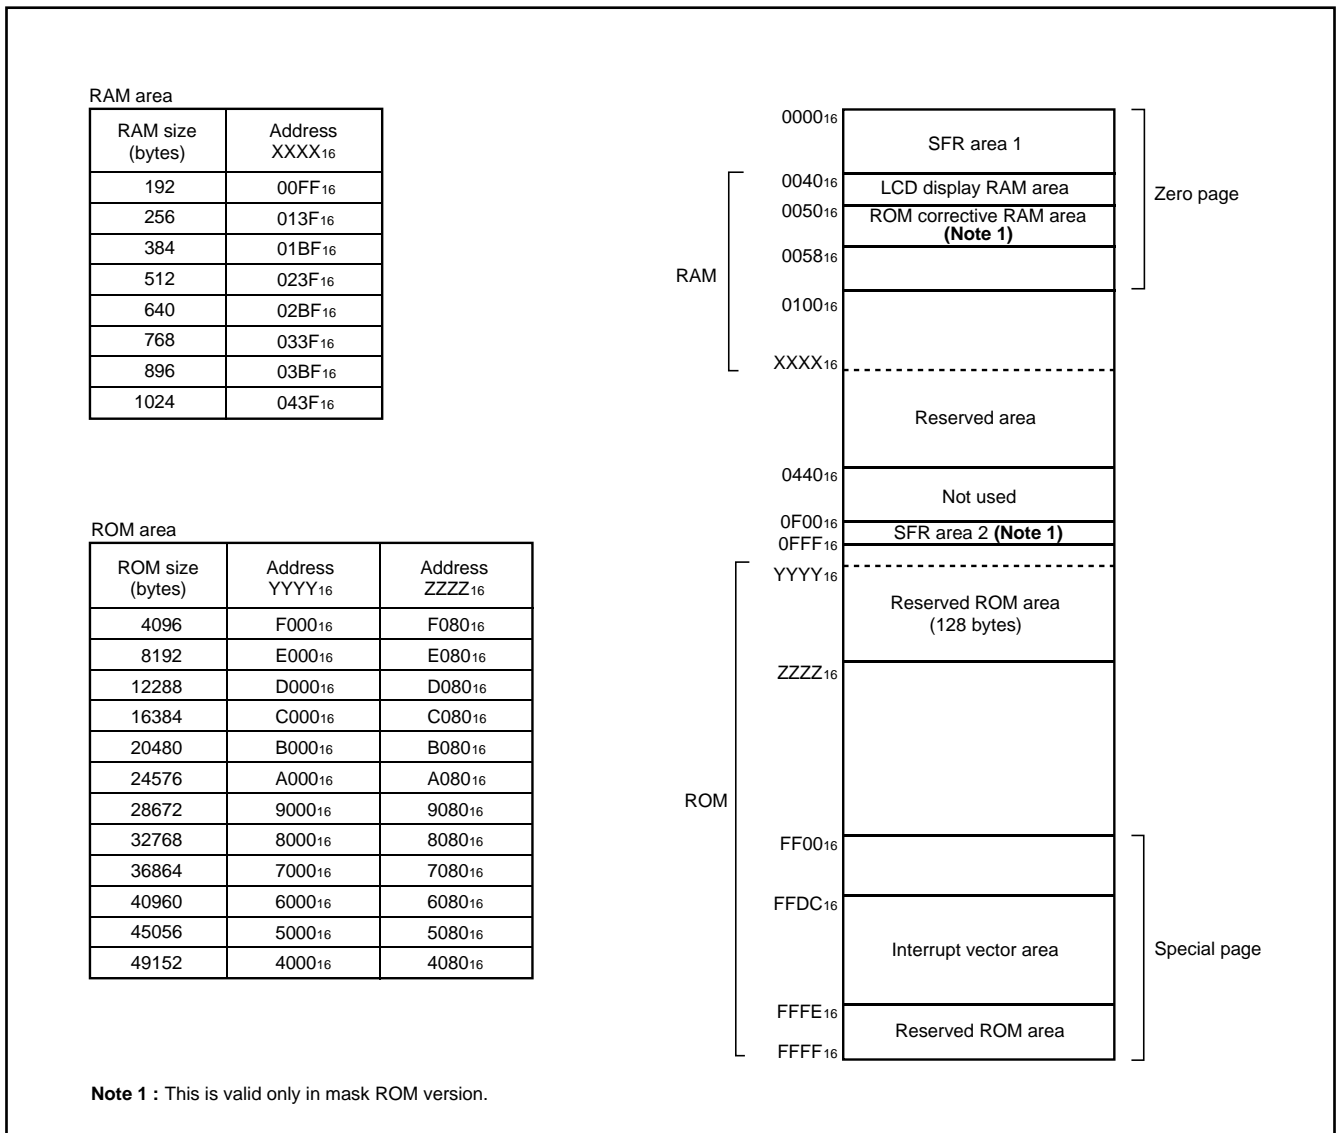 RAM area
RAM size (bytes) Address XXXX16
192 00FF16
256 013F16
384 01BF16
512 023F16
640 02BF16
768 033F16
896 03BF16
1024 043F16
ROM area
ROM size (bytes) Address YYYY16 Address ZZZZ16
4096 F00016 F08016
8192 E00016 E08016
12288 D00016 D08016
16384 C00016 C08016
20480 B00016 B08016
24576 A00016 A08016
28672 900016 908016
32768 800016 808016
36864 700016 708016
40960 600016 608016
45056 500016 508016
49152 400016 408016
000016
SFR area 1
004016
LCD display RAM area
Zero page
005016
ROM corrective RAM area
(Note 1)
005816
RAM
010016
XXXX16
Reserved area
044016
Not used
0F0016
SFR area 2 (Note 1)
0FFF16
YYYY16
Reserved ROM area
(128 bytes)
ZZZZ16
ROM
FF0016
FFDC16
Interrupt vector area
Special page
FFFE16
Reserved ROM area
FFFF16
Note 1 : This is valid only in mask ROM version.